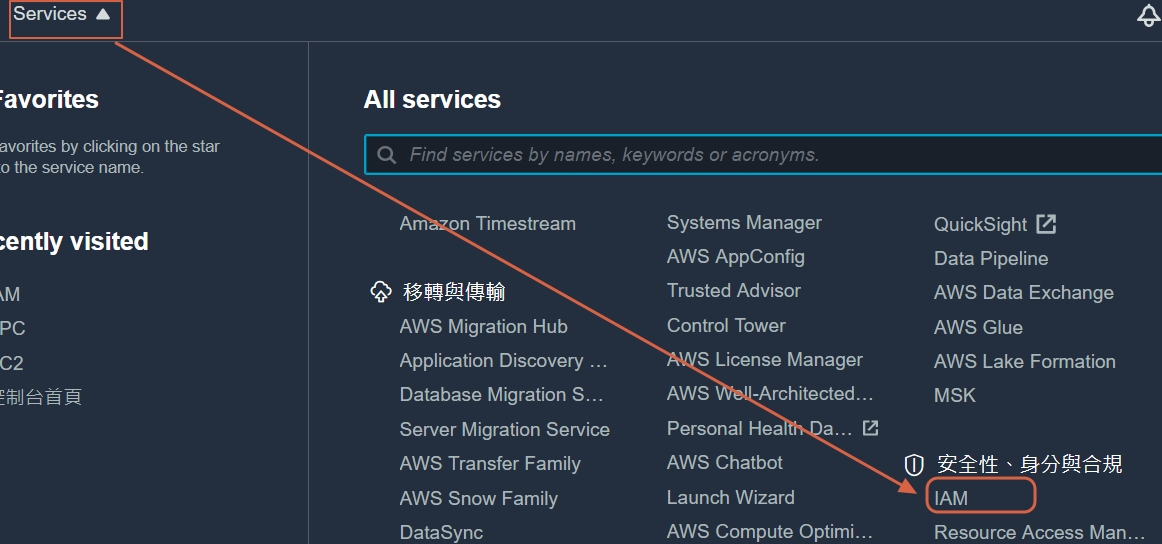 Services
Favorites
avorites by clicking on the star
to the service name.
cently visited
AM
PC
C2
控制台首頁
All services
Find services by names, keywords or acronyms.
Amazon Timestream
移轉與傳輸
AWS Migration Hub
Application Discovery …
Database Migration S…
Server Migration Service
AWS Transfer Family
AWS Snow Family
DataSync
Systems Manager
AWS AppConfig
Trusted Advisor
Control Tower
AWS License Manager
AWS Well-Architected…
Personal Health Da…
AWS Chatbot
Launch Wizard
AWS Compute Optimi…
QuickSight
Data Pipeline
AWS Data Exchange
AWS Glue
AWS Lake Formation
MSK
安全性、身分與合規
IAM
Resource Access Man…